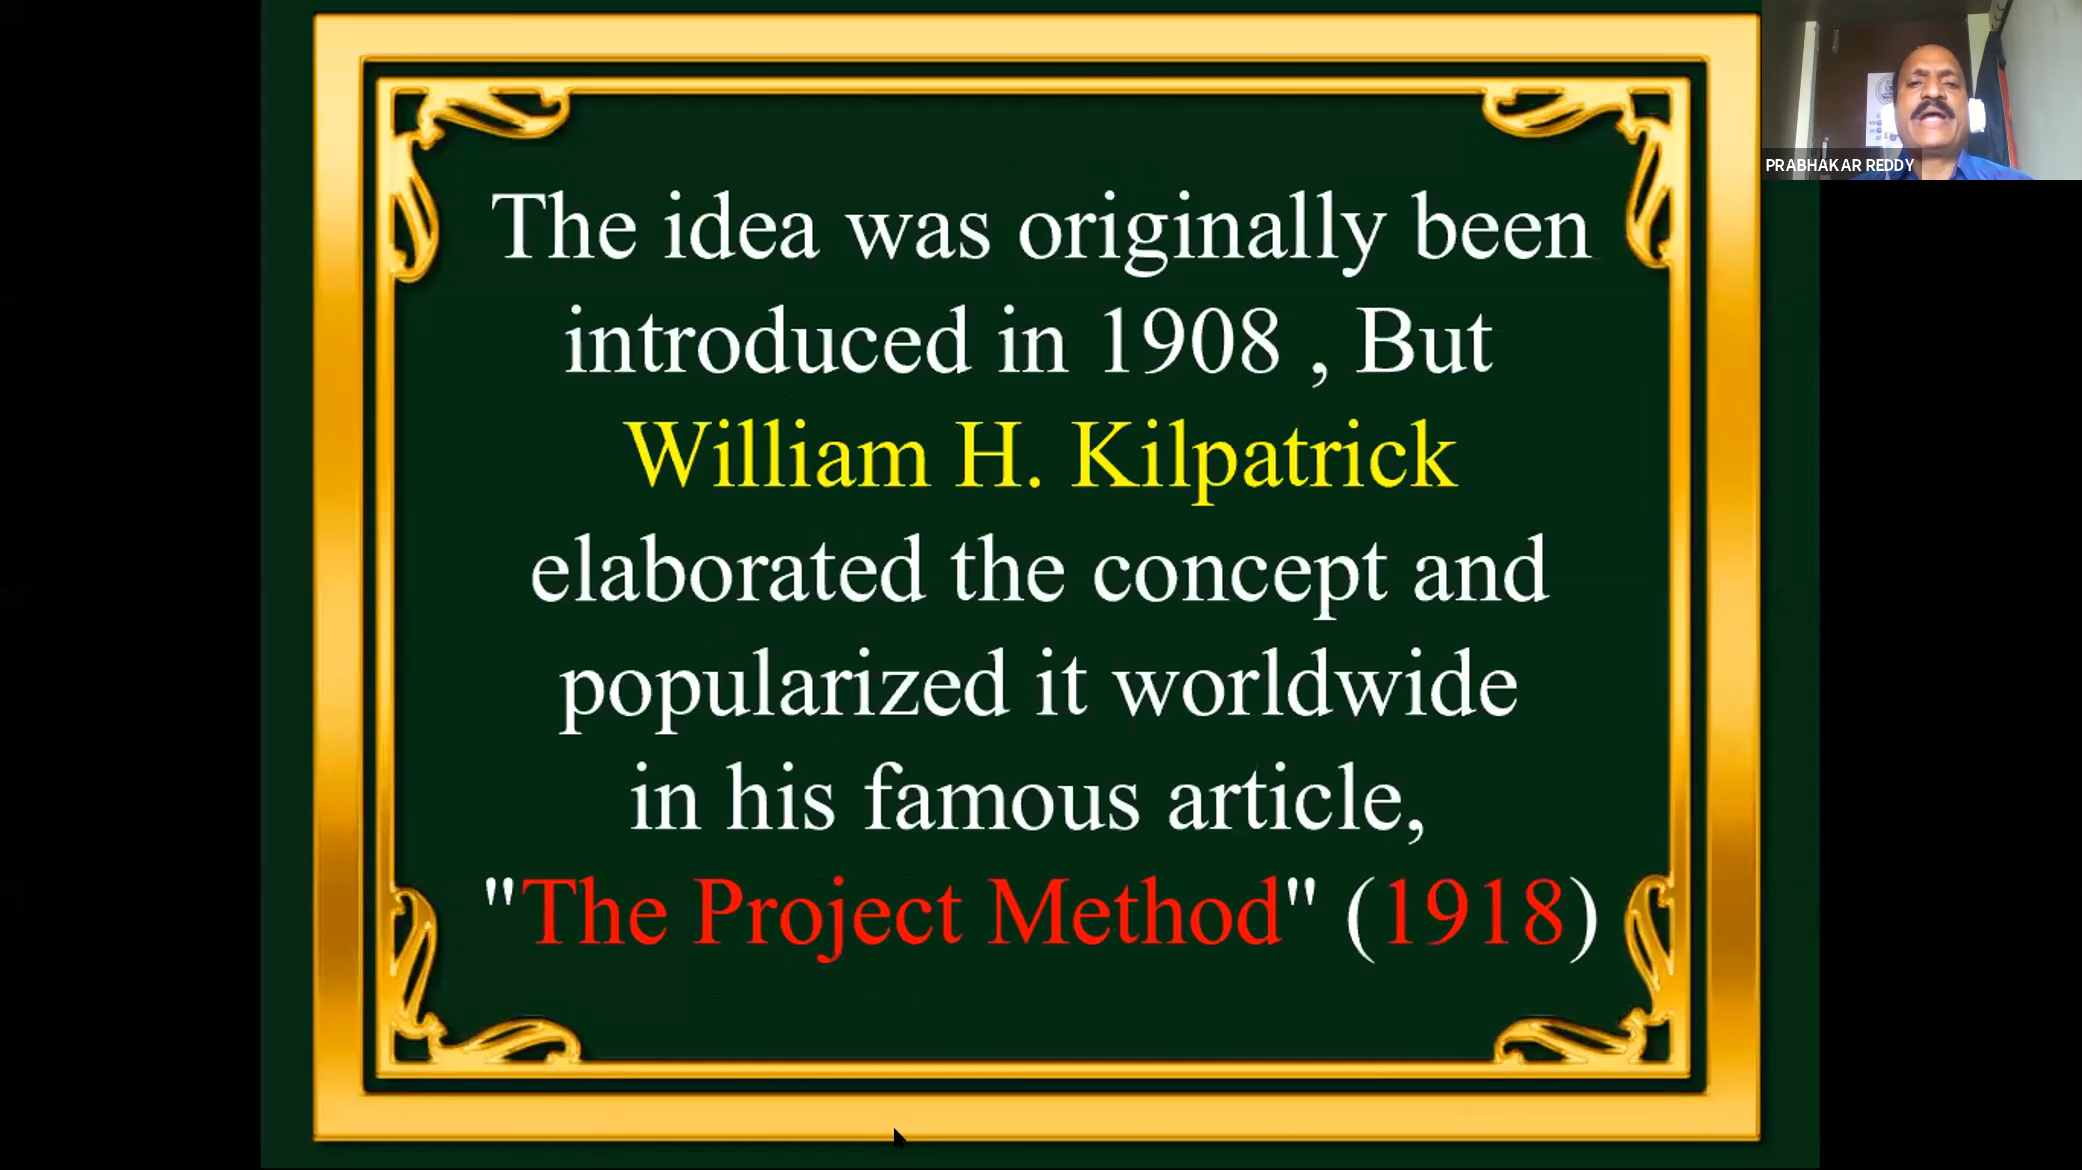 The idea was originally been
introduced in 1908 , But
William H. Kilpatrick
elaborated the concept and
popularized it worldwide
in his famous article,
"The Project Method" (1918)
PRABHAKAR REDDY